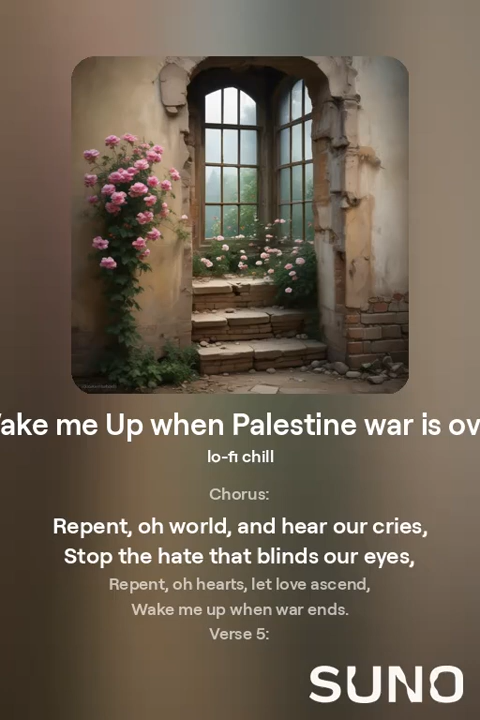 ake me Up when Palestine war is ov
lo-fi chill
Chorus:
Repent, oh world, and hear our cries,
Stop the hate that blinds our eyes,
Repent, oh hearts, let love ascend,
Wake me up when war ends.
Verse 5:
SUNO